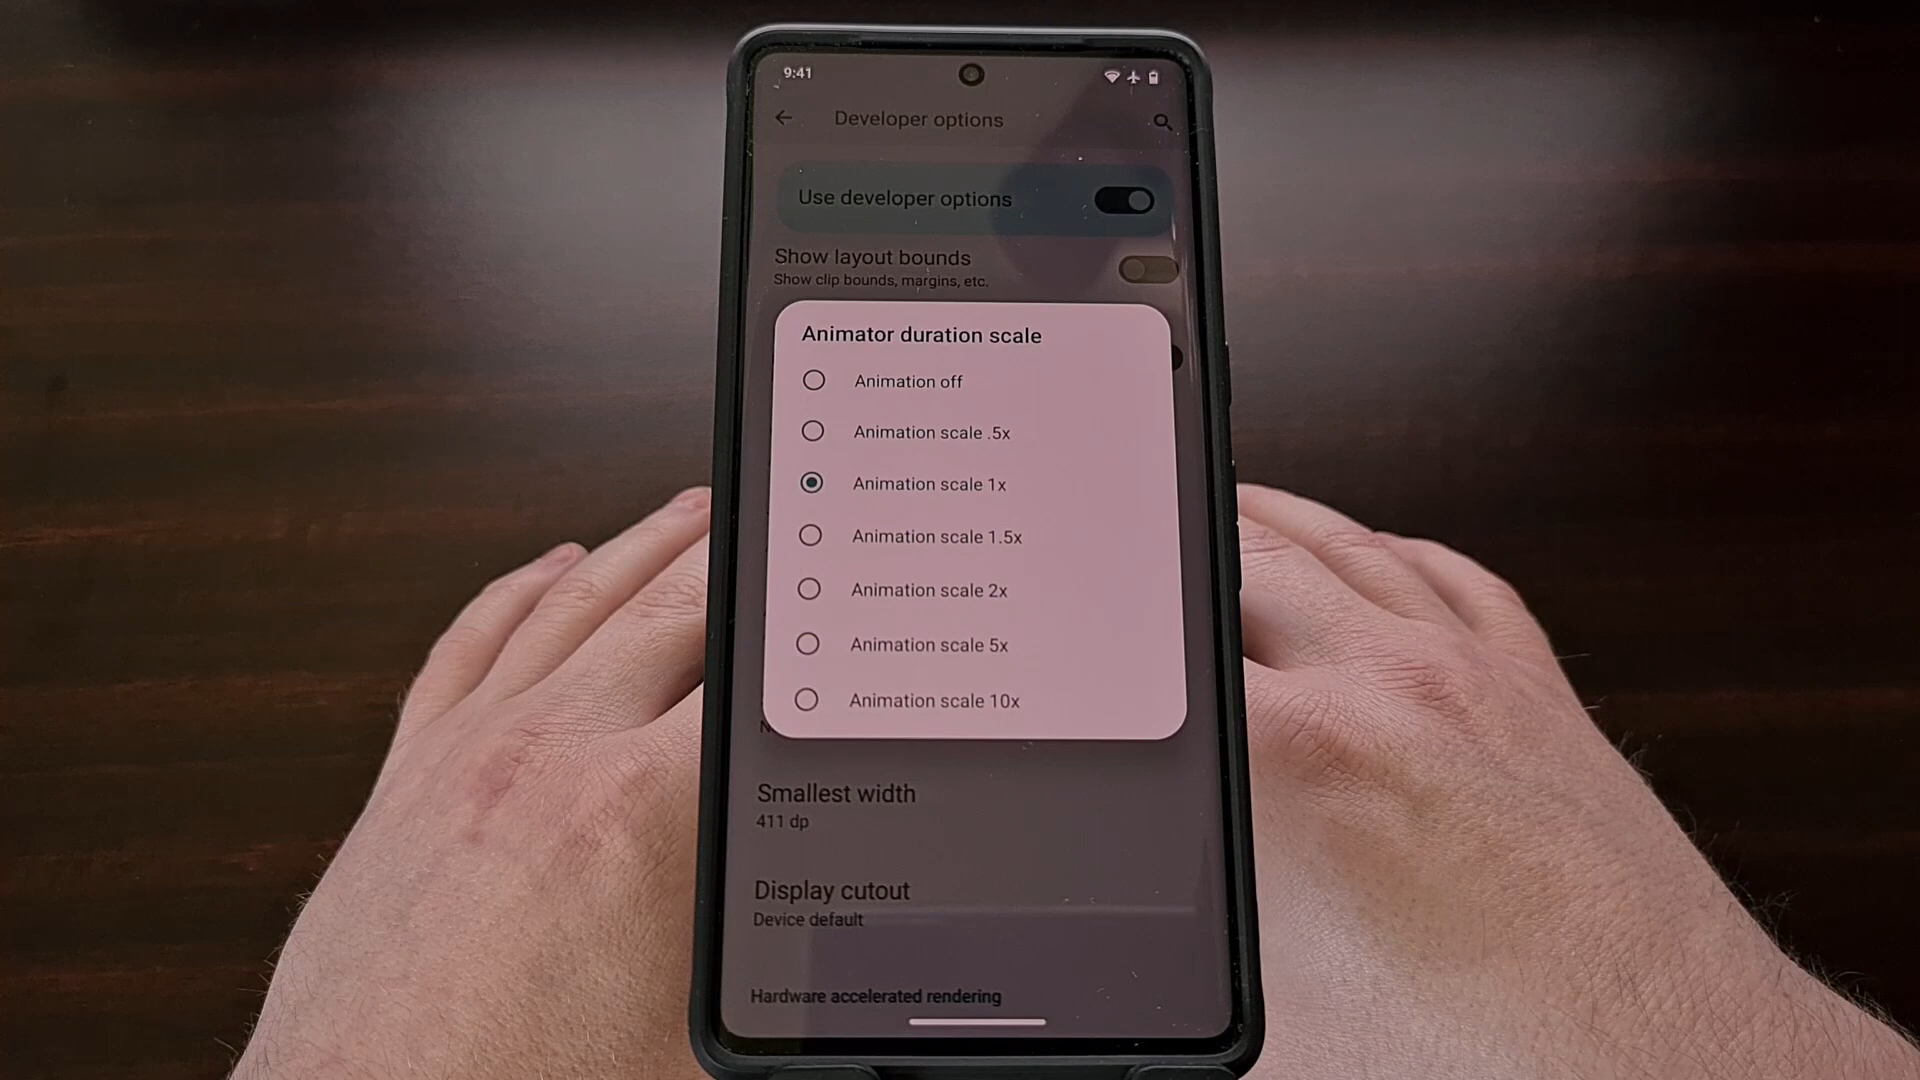 9:41
Developer options
Use developer options
Show layout bounds
Show clip bounds, margins, etc.
Animator duration scale
Animation off
Animation scale .5x
Animation scale 1x
Animation scale 1.5x
Animation scale 2x
Animation scale 5x
Animation scale 10x
Smallest width
411 dp
Display cutout
Device default
Hardware accelerated rendering